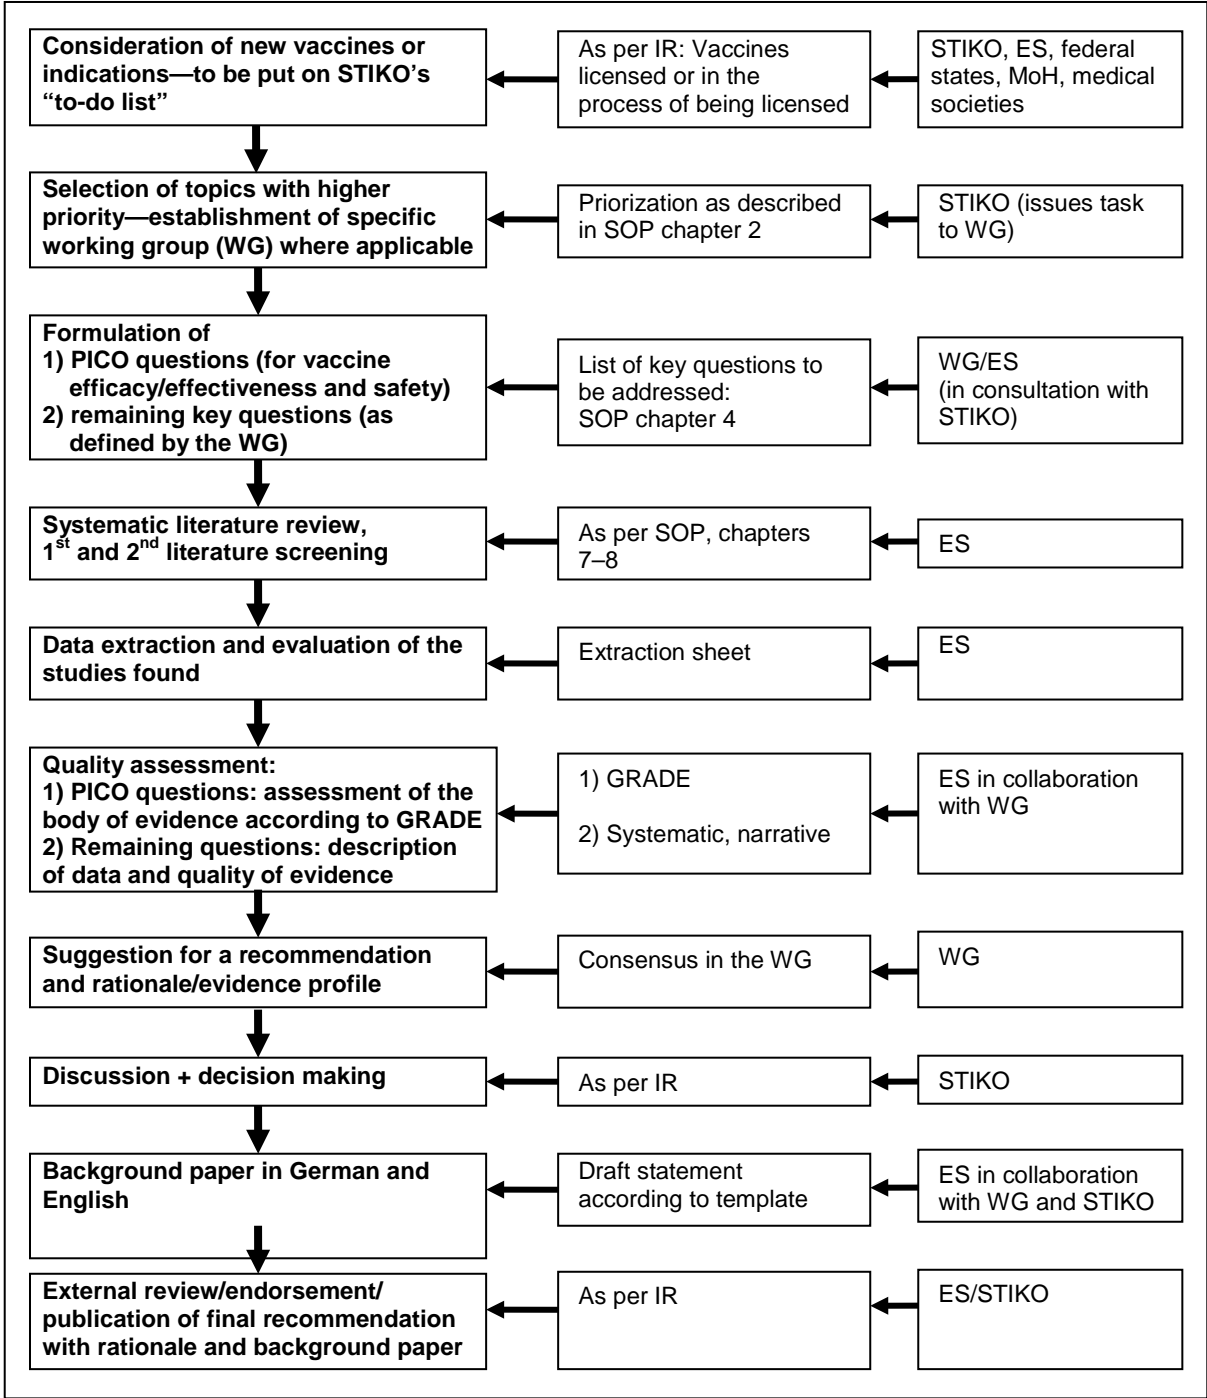 Consideration of new vaccines or
indications—to be put on STIKO's
“to-do list”
As per IR: Vaccines
licensed or in the
process of being licensed
STIKO, ES, federal
states, MoH, medical
societies
Selection of topics with higher
priority—establishment of specific
working group (WG) where applicable
Priorization as described
in SOP chapter 2
STIKO (issues task
to WG)
Formulation of
1) PICO questions (for vaccine
efficacy/effectiveness and safety)
2) remaining key questions (as
defined by the WG)
List of key questions to
be addressed:
SOP chapter 4
WG/ES
(in consultation with
STIKO)
Systematic literature review,
1st and 2nd literature screening
As per SOP, chapters
7–8
ES
Data extraction and evaluation of the
studies found
Extraction sheet
ES
Quality assessment:
1) PICO questions: assessment of the
body of evidence according to GRADE
2) Remaining questions: description
of data and quality of evidence
1) GRADE
2) Systematic, narrative
ES in collaboration
with WG
Suggestion for a recommendation
and rationale/evidence profile
Consensus in the WG
WG
Discussion + decision making
As per IR
STIKO
Background paper in German and
English
Draft statement
according to template
ES in collaboration
with WG and STIKO
External review/endorsement/
publication of final recommendation
with rationale and background paper
As per IR
ES/STIKO